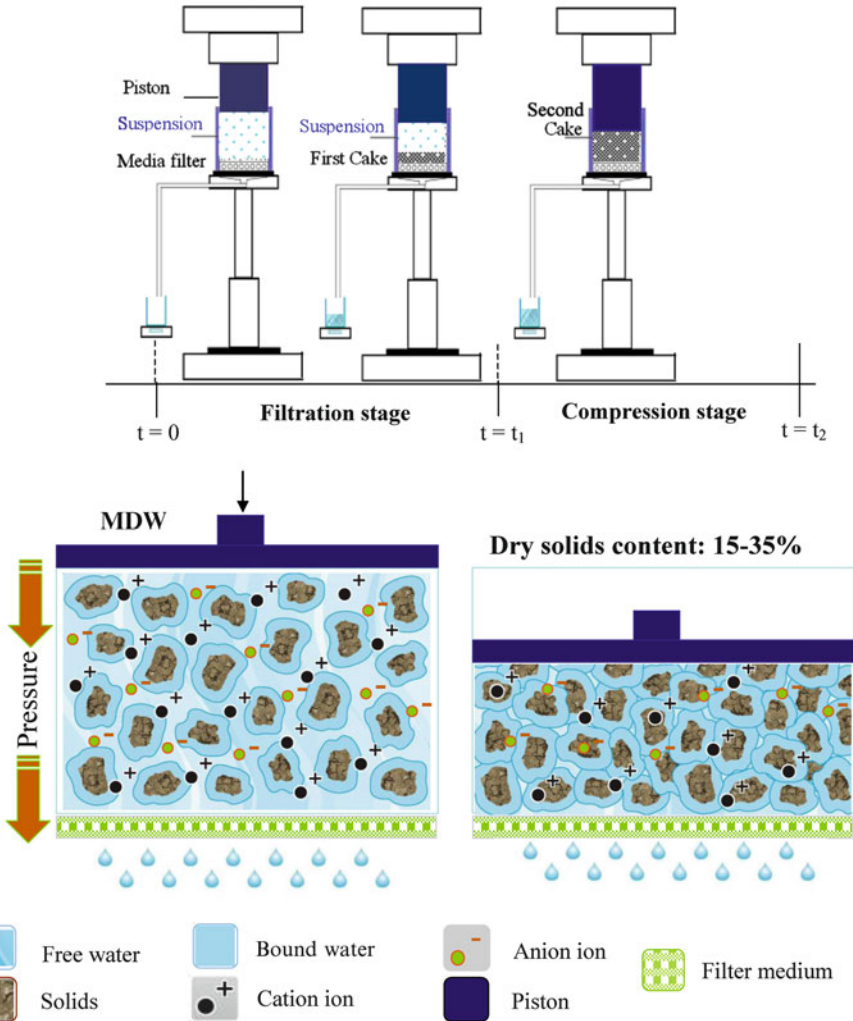 Piston
Suspension
Media filter
Suspension
First Cake
Second
Cake
Filtration stage
Compression stage
t = 0
t = t₁
t = t₂
MDW
Dry solids content: 15-35%
Pressure
+
-
Free water
Bound water
Anion ion
Filter medium
Solids
Cation ion
Piston